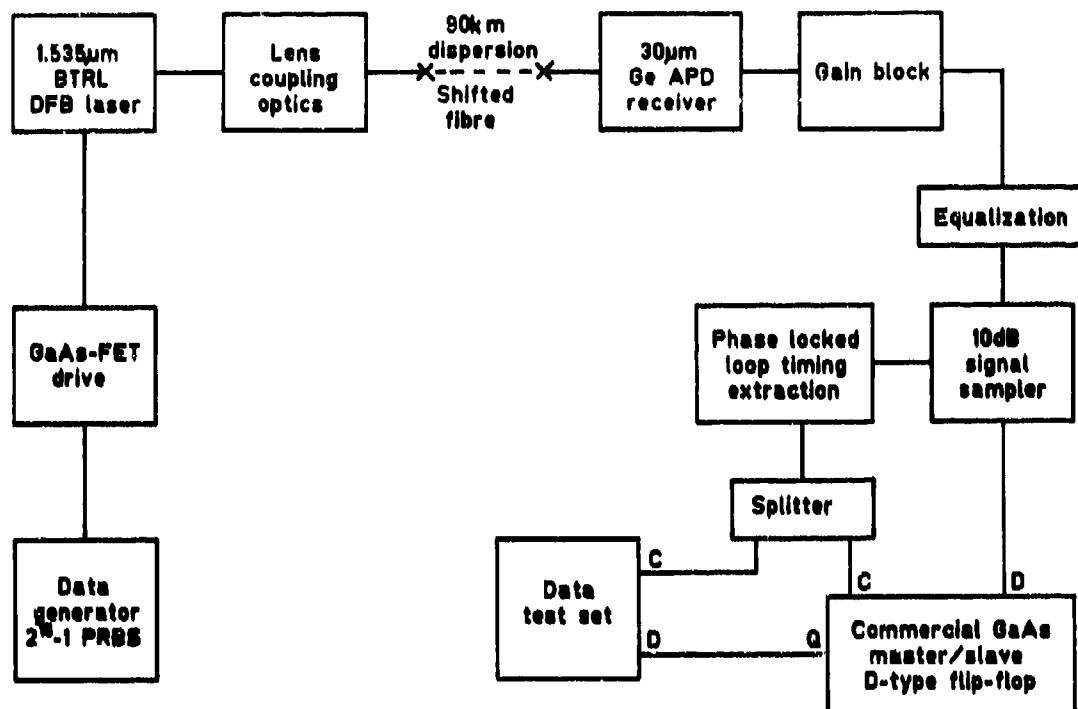 1.535μm
BTRL
DFB laser
Lens
coupling
optics
90km
dispersion
Shifted
fibre
30μm
Ge APD
receiver
Gain block
Equalization
GaAs-FET
drive
Phase locked
loop timing
extraction
10dB
signal
sampler
Splitter
Data
generator
PRBS
Data
test set
C
D
C
D
Q
Commercial GaAs
master/slave
D-type flip-flop